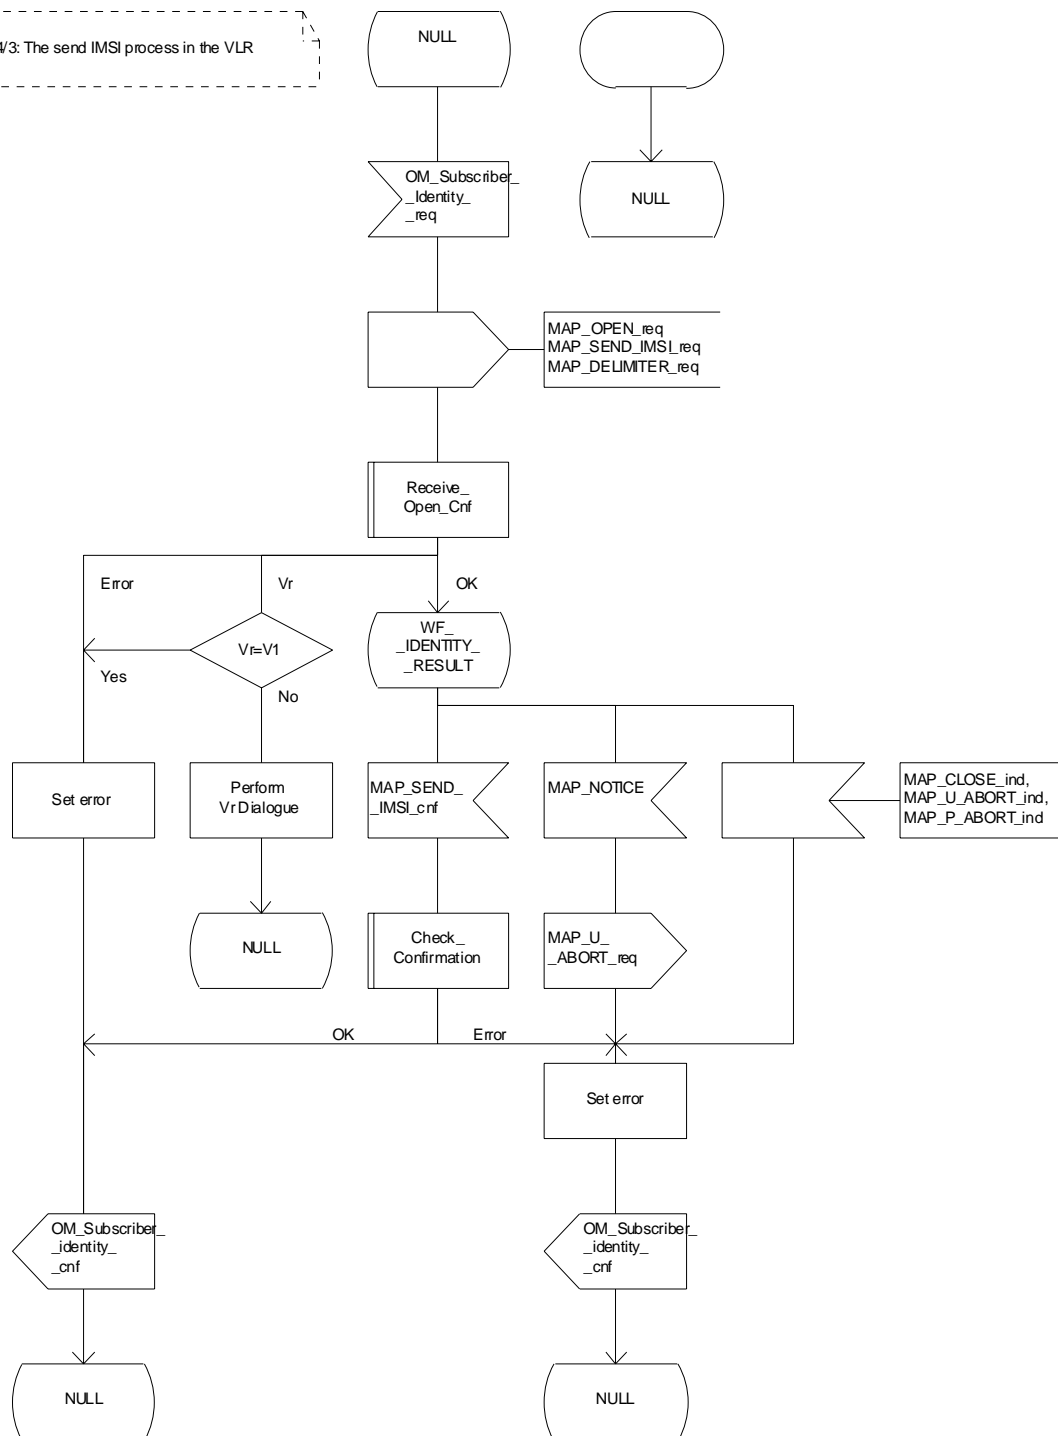 4/3: The send IMSI process in the VLR
NULL
OM_Subscriber_
_Identity_
_req
NULL
MAP_OPEN_req
MAP_SEND_IMSI_req
MAP_DELIMITER_req
Receive_
Open_Cnf
Error
Vr
OK
Vr=V1
WF_
_IDENTITY_
_RESULT
Yes
No
Set error
Perform
Vr Dialogue
MAP_SEND_
_IMSI_cnf
MAP_NOTICE
MAP_CLOSE_ind,
MAP_U_ABORT_ind,
MAP_P_ABORT_ind
NULL
Check_
Confirmation
MAP_U_
_ABORT_req
OK
Error
Set error
OM_Subscriber_
_identity_
_cnf
OM_Subscriber_
_identity_
_cnf
NULL
NULL